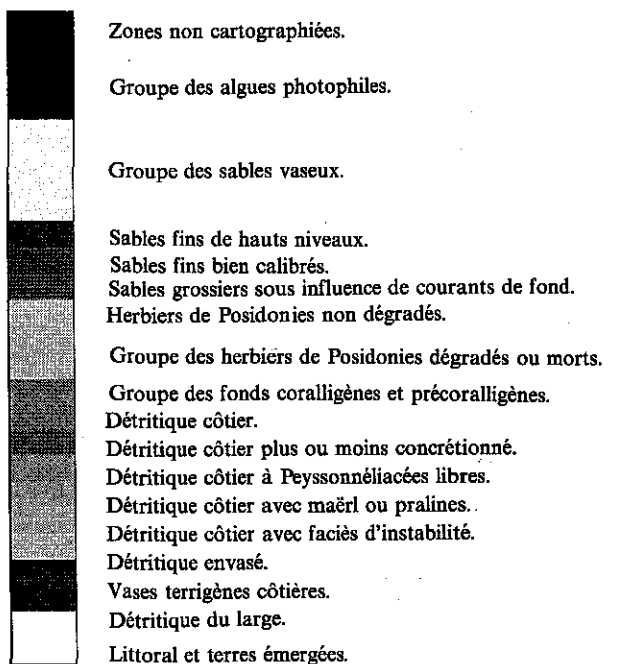 Zones non cartographiées.
Groupe des algues photophiles.
Groupe des sables vaseux.
Sables fins de hauts niveaux.
Sables fins bien calibrés.
Sables grossiers sous influence de courants de fond.
Herbiers de Posidonies non dégradés.
Groupe des herbiers de Posidonies dégradés ou morts.
Groupe des fonds coralligènes et précoralligènes.
Détritique côtier.
Détritique côtier plus ou moins concrétionné.
Détritique côtier à Peyssonnéliacées libres.
Détritique côtier avec maërl ou pralines.
Détritique côtier avec faciès d'instabilité.
Détritique envasé.
Vases terrigènes côtières.
Détritique du large.
Littoral et terres émergées.